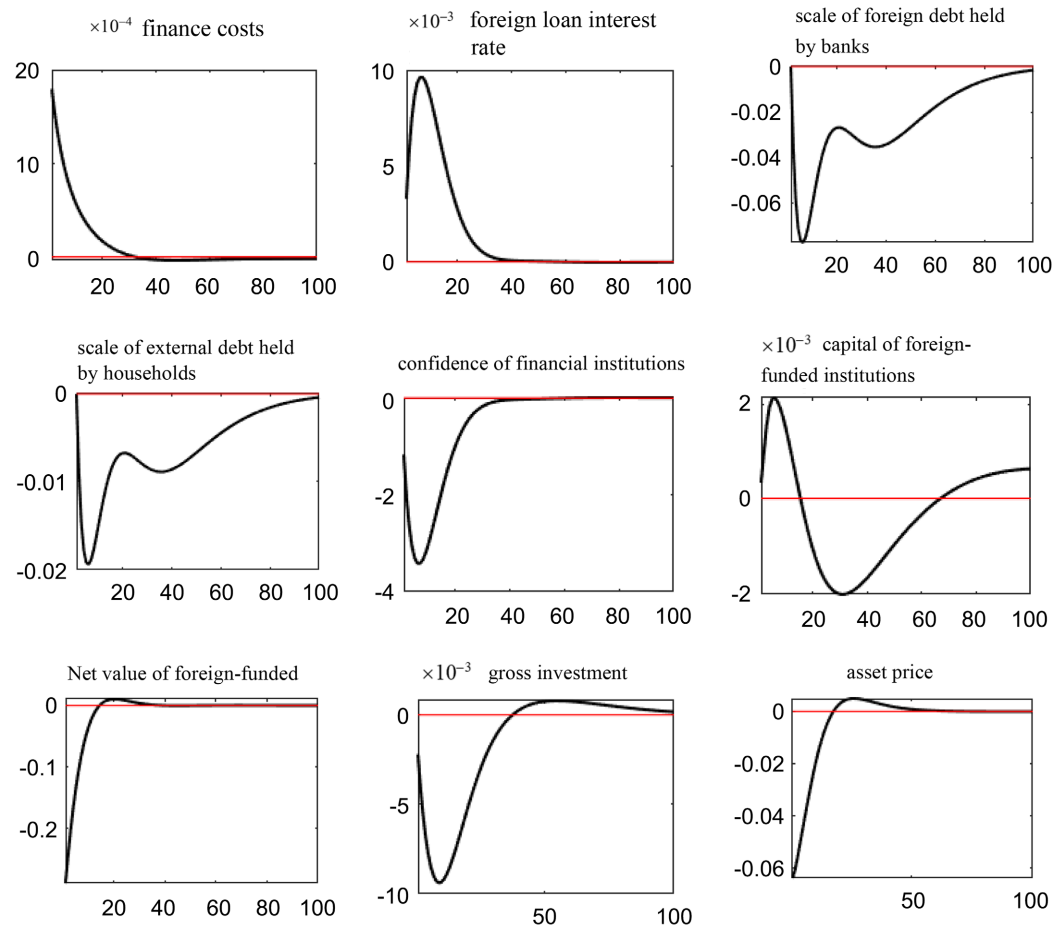 ×10⁻⁴ finance costs
20
10
0
20 40 60 80 100
×10⁻³ foreign loan interest
rate
10
5
0
20 40 60 80 100
scale of foreign debt held
by banks
0
-0.02
-0.04
-0.06
20 40 60 80 100
scale of external debt held
by households
0
-0.01
-0.02
20 40 60 80 100
confidence of financial institutions
0
-2
-4
20 40 60 80 100
×10⁻³ capital of foreign-
funded institutions
2
0
-2
20 40 60 80 100
Net value of foreign-funded
0
-0.1
-0.2
20 40 60 80 100
×10⁻³ gross investment
0
-5
-10
50 100
asset price
0
-0.02
-0.04
-0.06
50 100